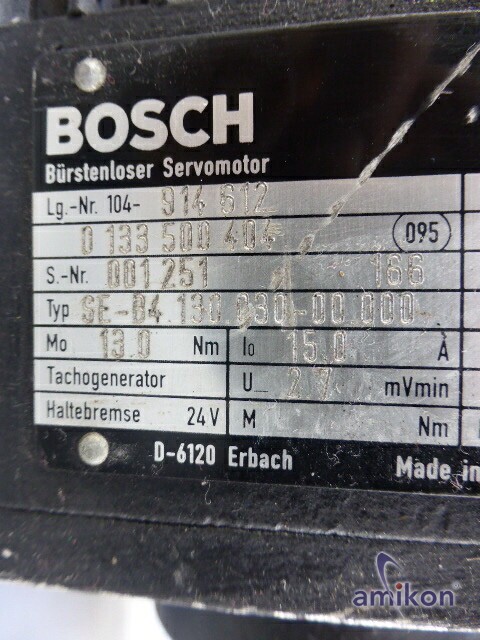 BOSCH
Bürstenloser Servomotor
Lg.-Nr. 104- 914 612
0 133 500 404 095
S.-Nr. 001 251 166
Typ SE-B4.130.030-00.000-
Mo 13.0 Nm Io 15.0 A
Tachogenerator U_ 2.7 mVmin
Haltebremse 24V M Nm
D-6120 Erbach Made in
amikon